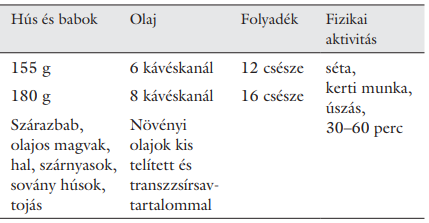 Hús és babok Olaj Folyadék Fizikai
aktivitás
155 g 6 kávéskanál 12 csésze séta,
kerti munka,
180 g 8 kávéskanál 16 csésze úszás,
30–60 perc
Szárazbab, Növényi
olajos magvak, olajok kis
hal, szárnyasok, telített és
sovány húsok, transzzsírsav-
tojás tartalommal